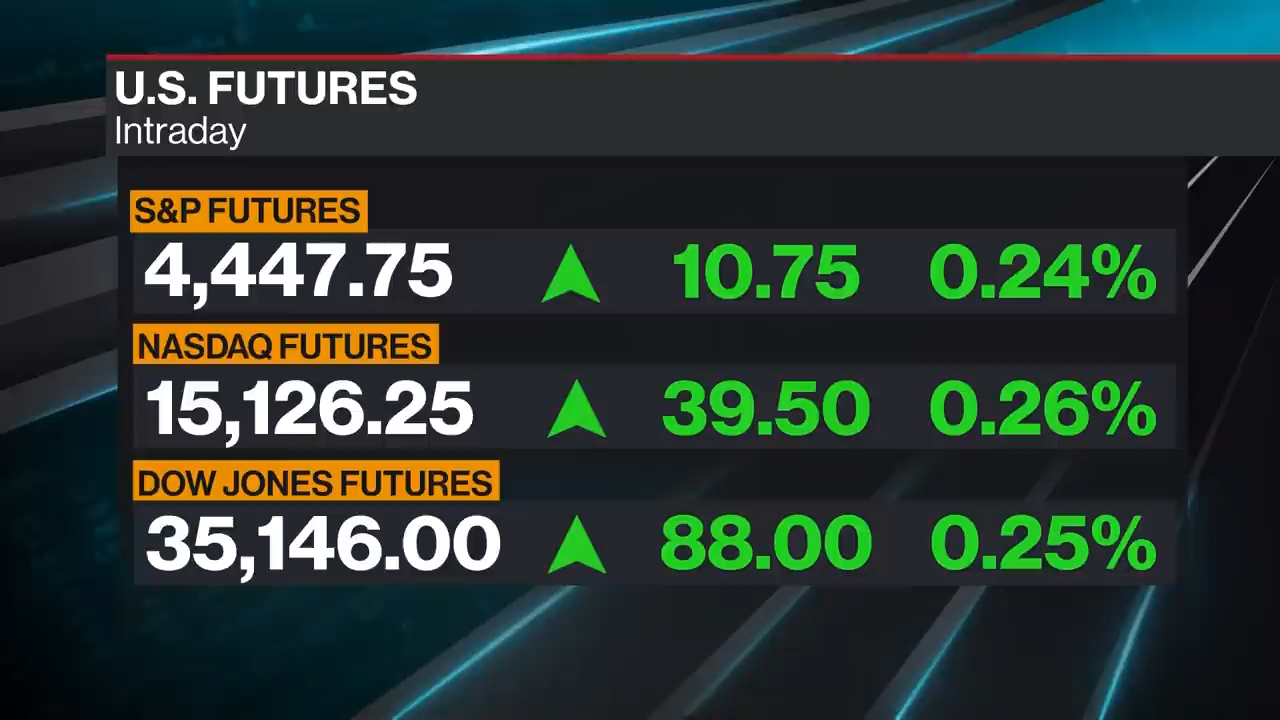 U.S. FUTURES
Intraday
S&P FUTURES
4,447.75 ▲ 10.75 0.24%
NASDAQ FUTURES
15,126.25 ▲ 39.50 0.26%
DOW JONES FUTURES
35,146.00 ▲ 88.00 0.25%